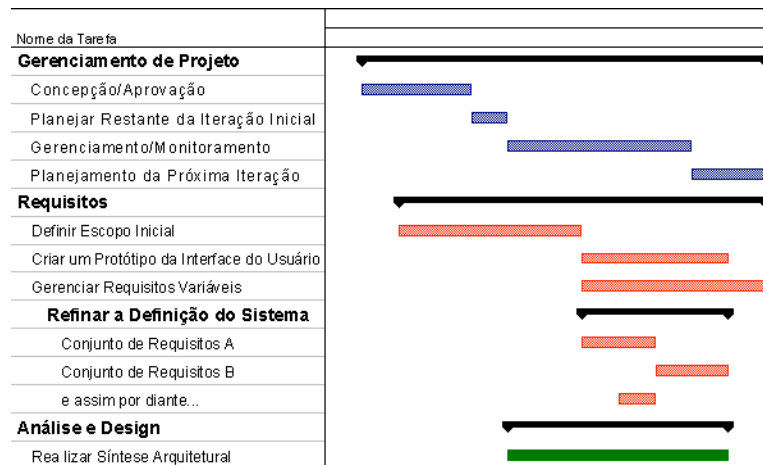 Nome da Tarefa
Gerenciamento de Projeto
Concepção/Aprovação
Planejar Restante da Iteração Inicial
Gerenciamento/Monitoramento
Planejamento da Próxima Iteração
Requisitos
Definir Escopo Inicial
Criar um Protótipo da Interface do Usuário
Gerenciar Requisitos Variáveis
Refinar a Definição do Sistema
Conjunto de Requisitos A
Conjunto de Requisitos B
e assim por diante...
Análise e Design
Realizar Síntese Arquitetural